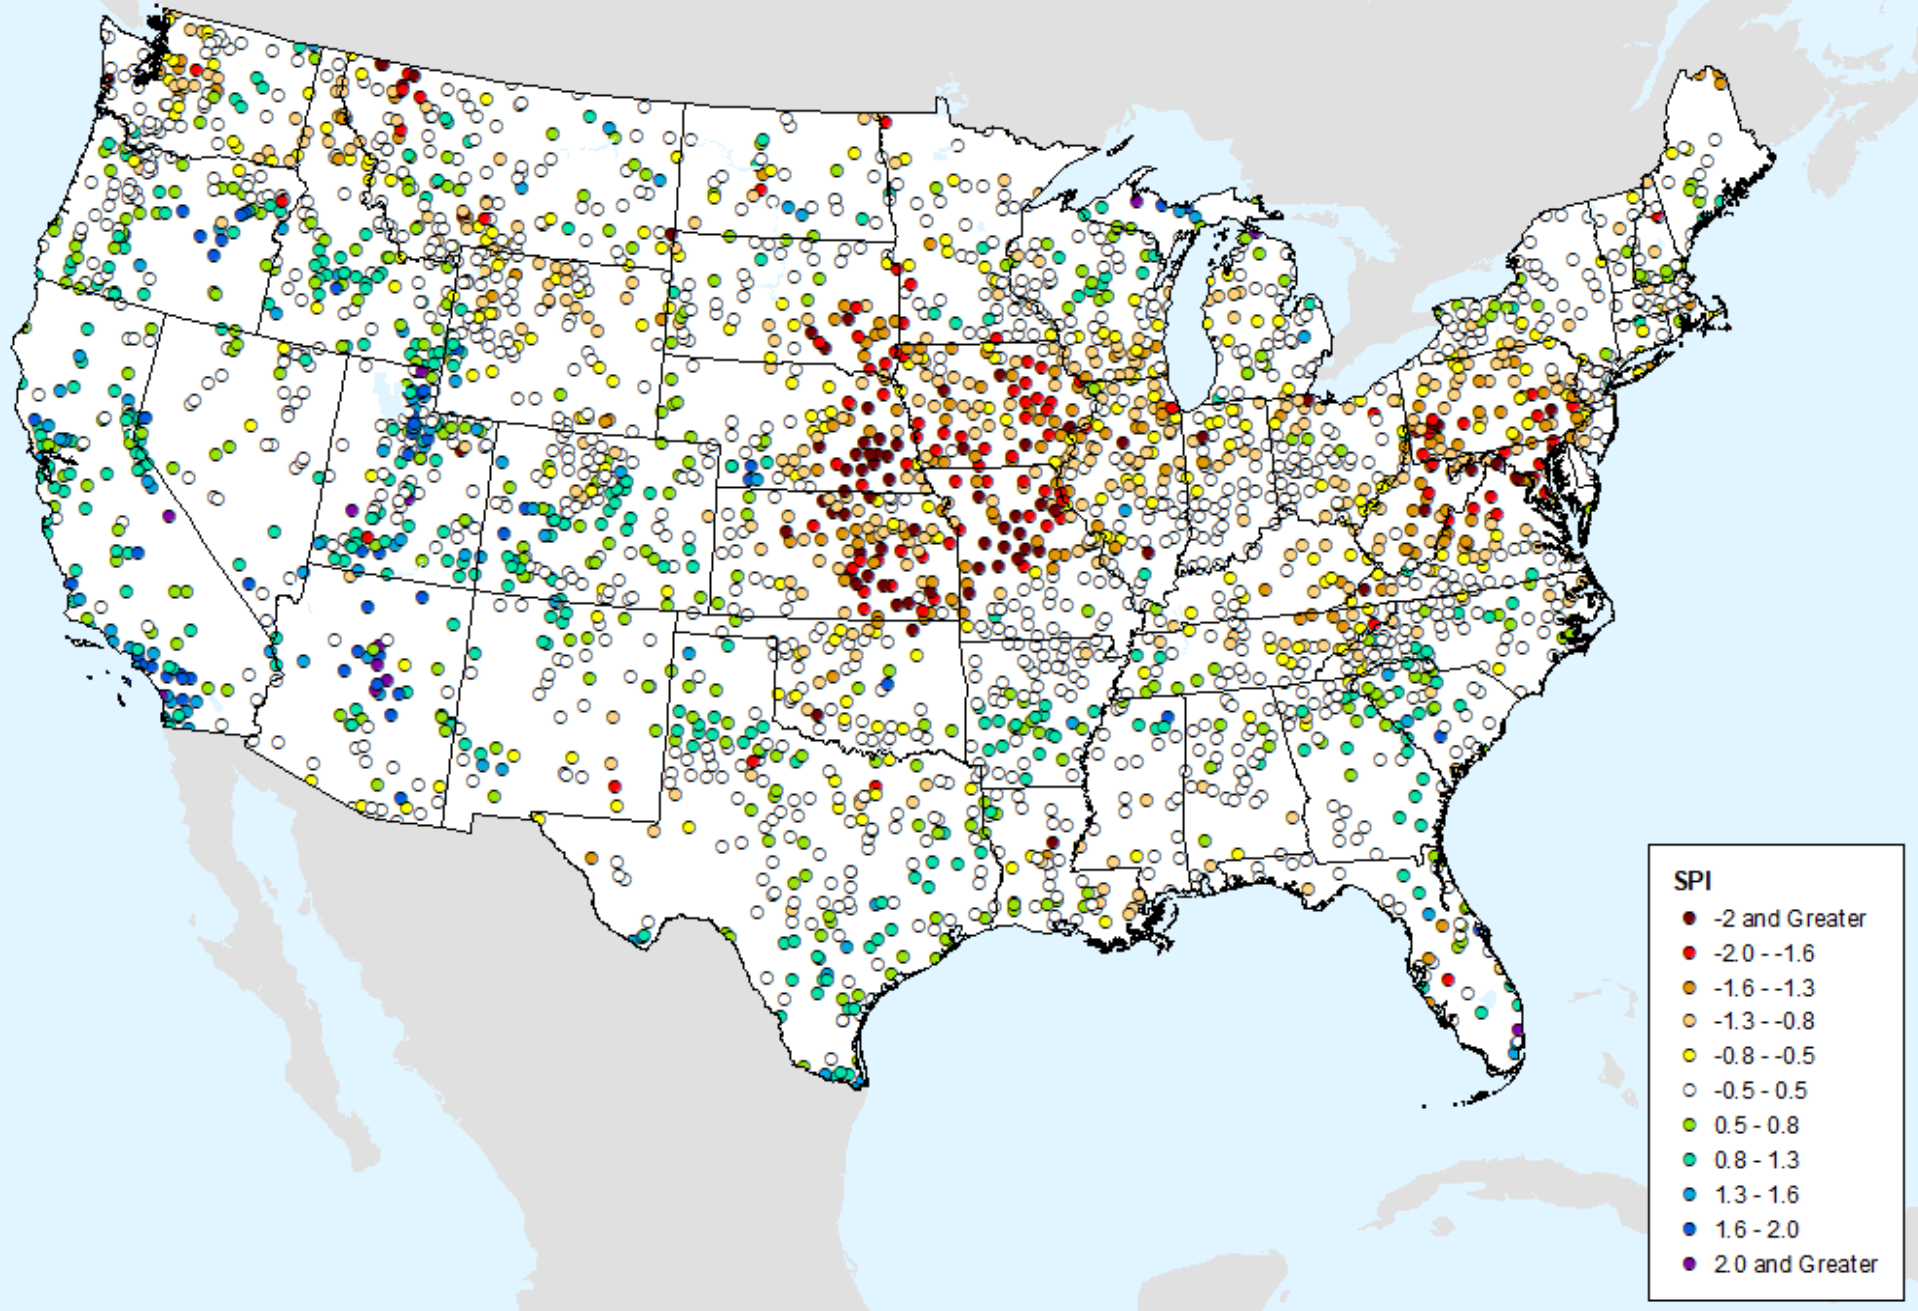 SPI
-2 and Greater
-2.0 - -1.6
-1.6 - -1.3
-1.3 - -0.8
-0.8 - -0.5
-0.5 - 0.5
0.5 - 0.8
0.8 - 1.3
1.3 - 1.6
1.6 - 2.0
2.0 and Greater